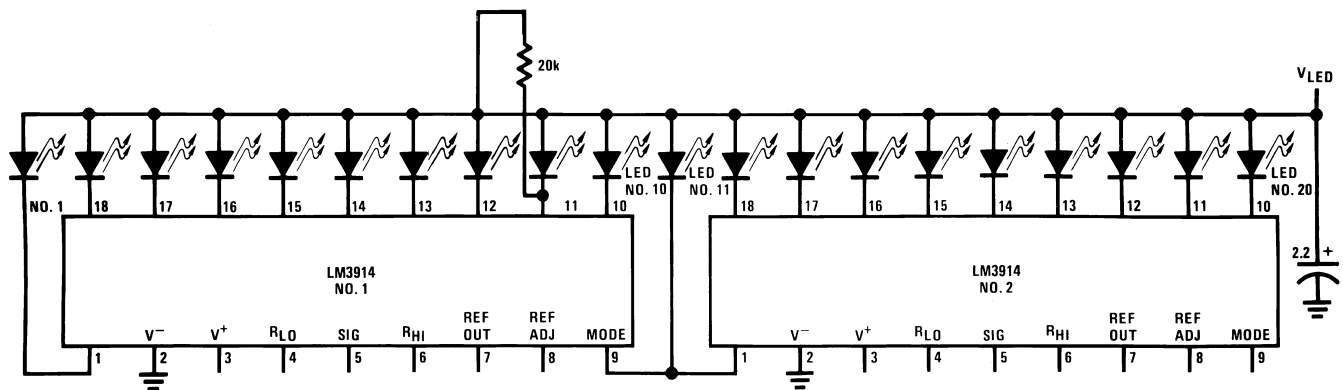 20k
V_LED
LED NO. 10
LED NO. 11
LED NO. 20
NO. 1 18 17 16 15 14 13 12 11 10
18 17 16 15 14 13 12 11 10
2.2 +
LM3914
NO. 1
LM3914
NO. 2
V− V+ RLO SIG RHI REF OUT REF ADJ MODE
1 2 3 4 5 6 7 8 9
V− V+ RLO SIG RHI REF OUT REF ADJ MODE
1 2 3 4 5 6 7 8 9